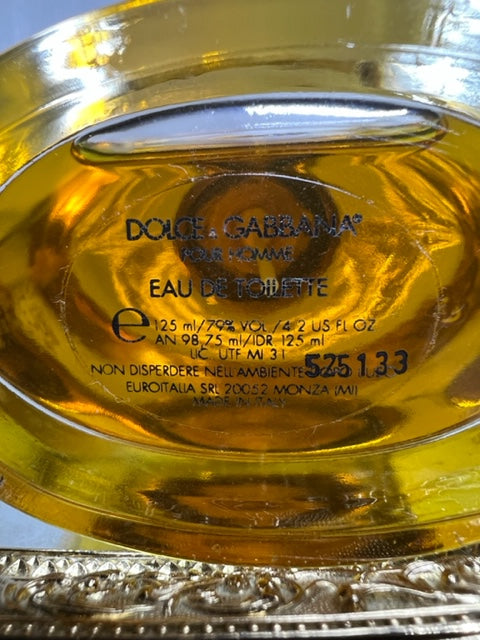 DOLCE & GABBANA®
POUR HOMME
EAU DE TOILETTE
e 125 ml/79% VOL./4.2 US FL OZ
AN 98,75 ml/IDR 125 ml
LIC. UTF MI 31
525133
NON DISPERDERE NELL'AMBIENTE
EUROITALIA SRL 20052 MONZA (MI)
MADE IN ITALY